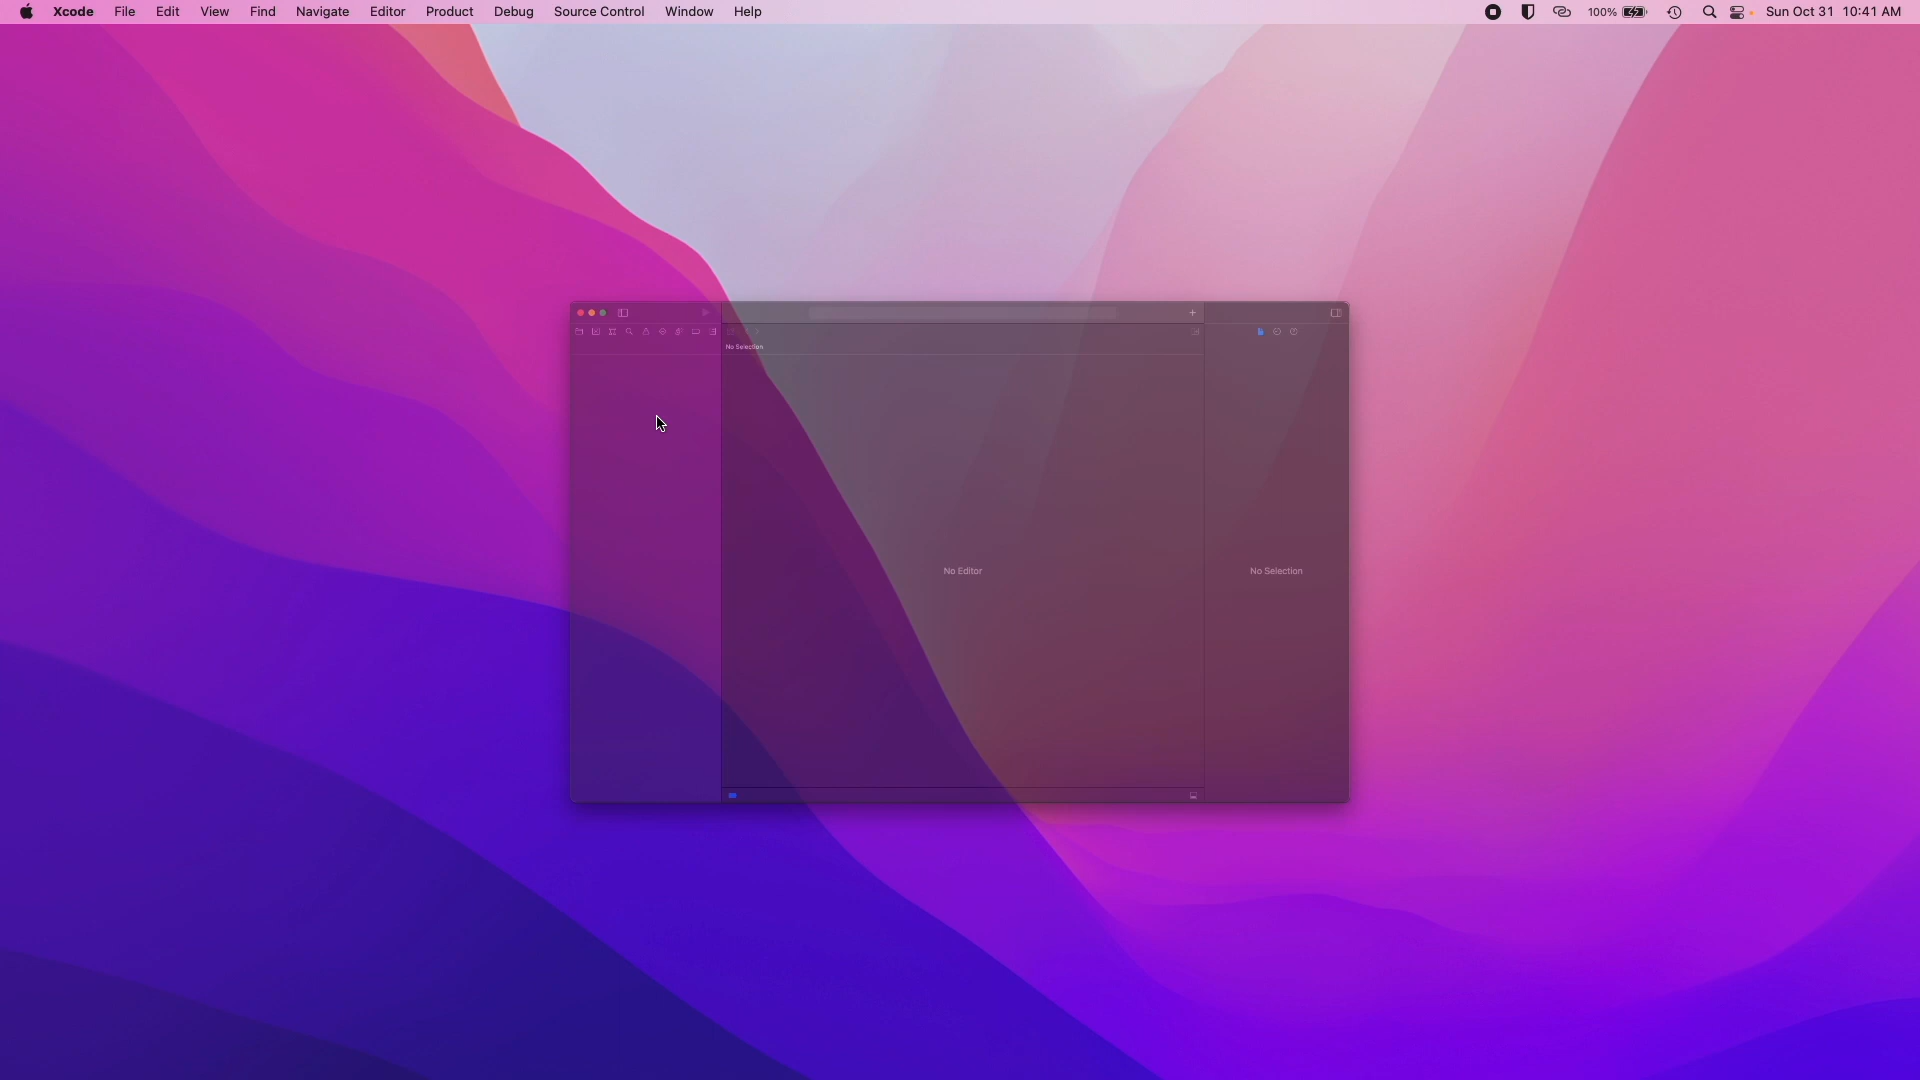 Xcode File Edit View Find Navigate Editor Product Debug Source Control Window Help 100% Sun Oct 31 10:41 AM
No Selection
No Editor
No Selection